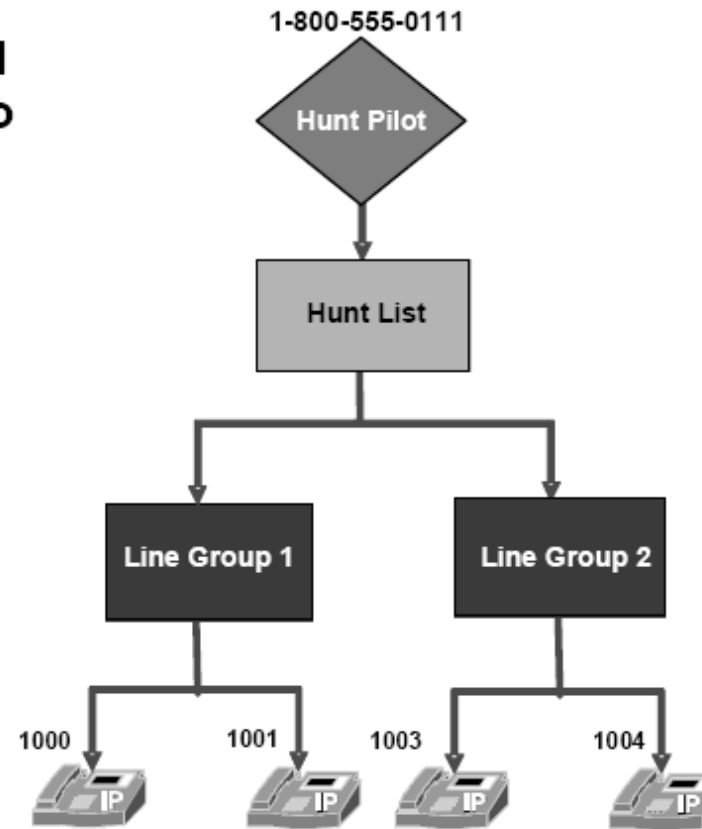 1-800-555-0111
Hunt Pilot
Hunt List
Line Group 1
Line Group 2
1000
1001
1003
1004
IP
IP
IP
IP